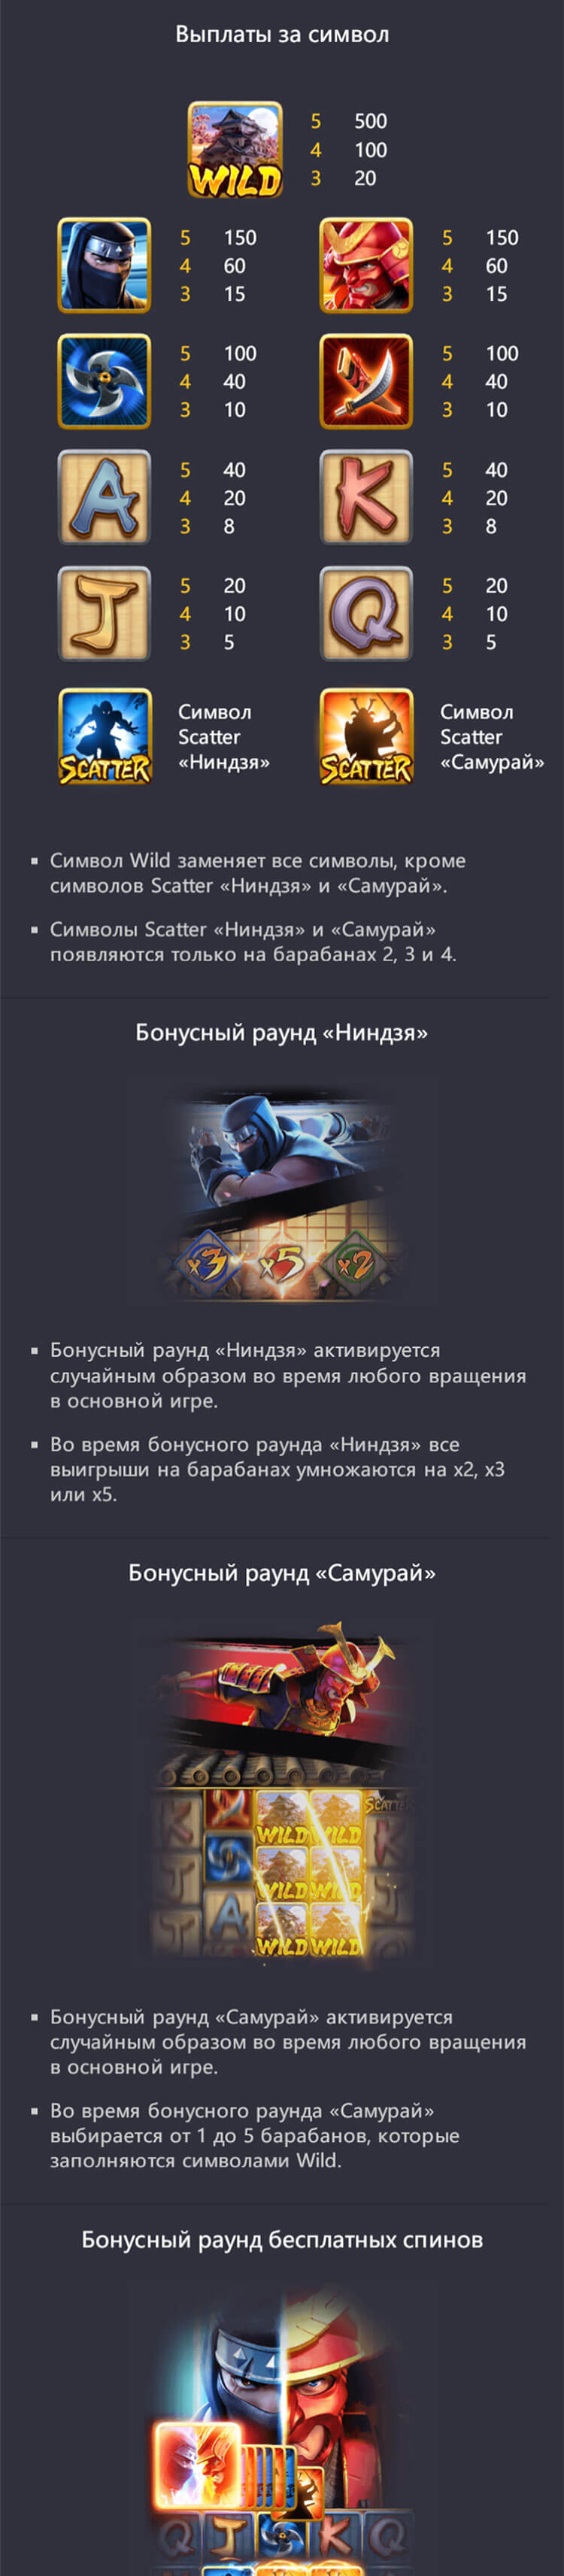 Выплаты за символ
WILD
5 500
4 100
3 20
5 150 5 150
4 60 4 60
3 15 3 15
5 100 5 100
4 40 4 40
3 10 3 10
A K
5 40 5 40
4 20 4 20
3 8 3 8
J Q
5 20 5 20
4 10 4 10
3 5 3 5
SCATTER
Символ
Scatter
«Ниндзя»
SCATTER
Символ
Scatter
«Самурай»
▪ Символ Wild заменяет все символы, кроме
символов Scatter «Ниндзя» и «Самурай».
▪ Символы Scatter «Ниндзя» и «Самурай»
появляются только на барабанах 2, 3 и 4.
Бонусный раунд «Ниндзя»
x3 x5 x2
▪ Бонусный раунд «Ниндзя» активируется
случайным образом во время любого вращения
в основной игре.
▪ Во время бонусного раунда «Ниндзя» все
выигрыши на барабанах умножаются на x2, x3
или x5.
Бонусный раунд «Самурай»
SCATTER
K WILD WILD K
J WILD WILD J
J A WILD WILD
▪ Бонусный раунд «Самурай» активируется
случайным образом во время любого вращения
в основной игре.
▪ Во время бонусного раунда «Самурай»
выбирается от 1 до 5 барабанов, которые
заполняются символами Wild.
Бонусный раунд бесплатных спинов
Q J K Q